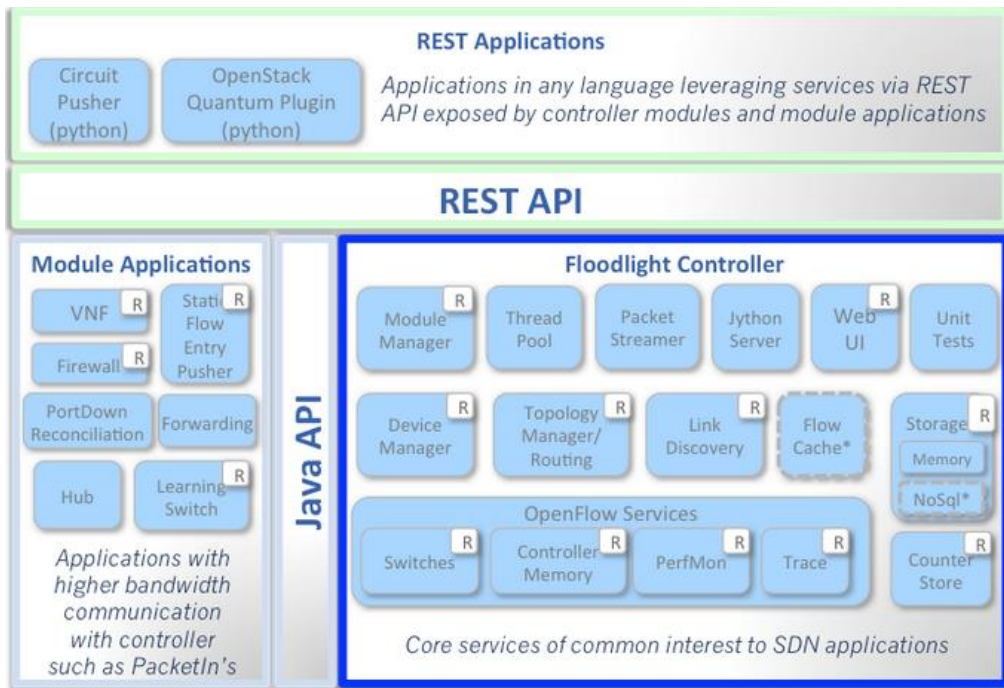 REST Applications
Circuit
Pusher
(python)
OpenStack
Quantum Plugin
(python)
Applications in any language leveraging services via REST
API exposed by controller modules and module applications
REST API
Module Applications
VNF
R
Static
R
Flow
Entry
Pusher
Firewall
R
PortDown
Reconciliation
Forwarding
Hub
Learning
Switch
R
Applications with
higher bandwidth
communication
with controller
such as PacketIn's
Java API
Floodlight Controller
Module
Manager
R
Thread
Pool
Packet
Streamer
Jython
Server
Web
UI
R
Unit
Tests
Device
Manager
R
Topology
Manager/
Routing
R
Link
Discovery
R
Flow
Cache*
Storage
R
Memory
NoSql*
OpenFlow Services
Switches
R
Controller
Memory
R
PerfMon
R
Trace
R
Counter
Store
R
Core services of common interest to SDN applications